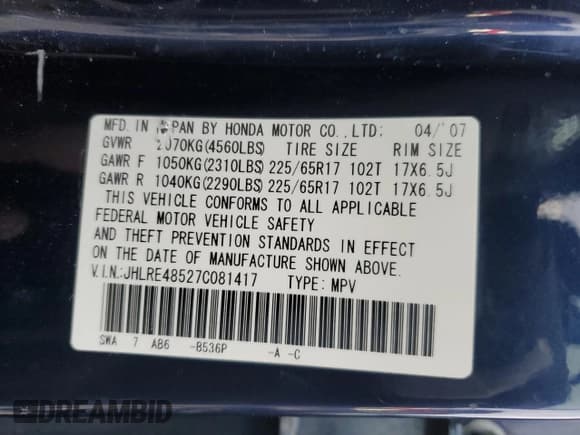 MFD. IN JAPAN BY HONDA MOTOR CO.,LTD: 04/'07
GVWR 2070KG(4560LBS) TIRE SIZE RIM SIZE
GAWR F 1050KG(2310LBS) 225/65R17 102T 17X6.5J
GAWR R 1040KG(2290LBS) 225/65R17 102T 17X6.5J
THIS VEHICLE CONFORMS TO ALL APPLICABLE
FEDERAL MOTOR VEHICLE SAFETY
AND THEFT PREVENTION STANDARDS IN EFFECT
ON THE DATE OF MANUFACTURE SHOWN ABOVE.
V.I.N.:JHLRE48527C081417 TYPE: MPV
SWA 7 AB6 -B536P -A -C
DREAMBID